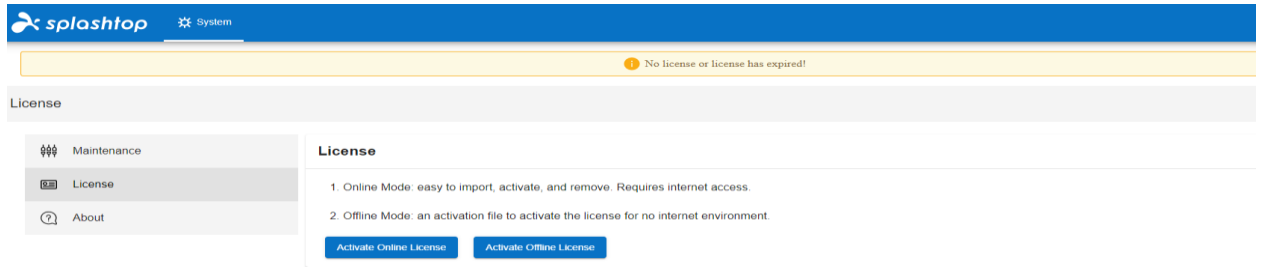 splashtop System
No license or license has expired!
License
Maintenance
License
About
License
1. Online Mode: easy to import, activate, and remove. Requires internet access.
2. Offline Mode: an activation file to activate the license for no internet environment.
Activate Online License Activate Offline License